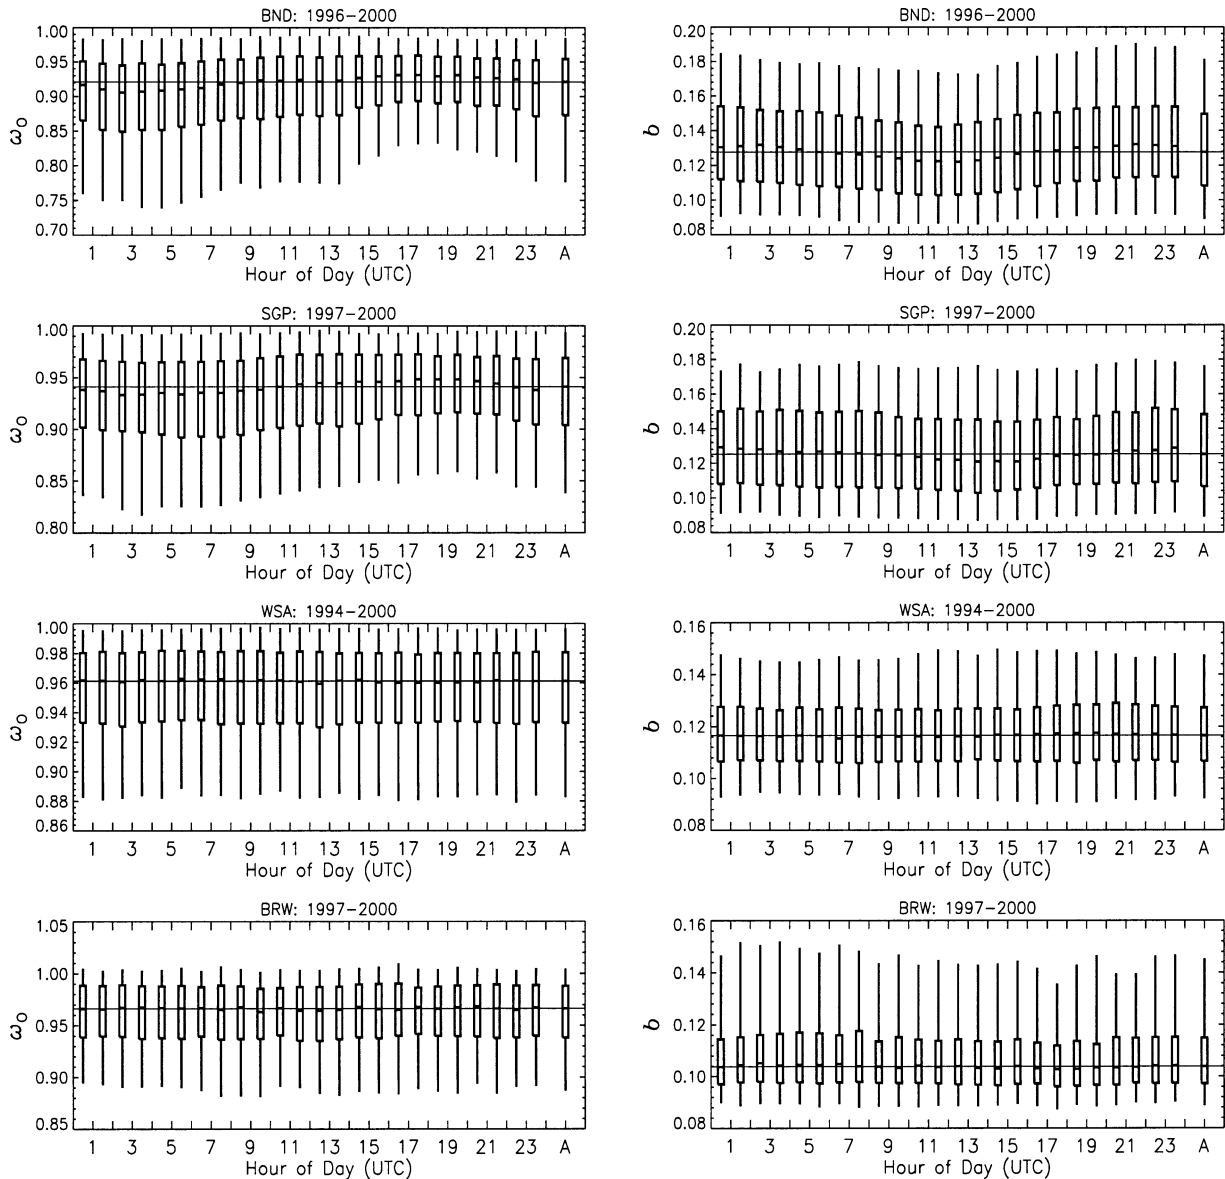 BND: 1996-2000
1.00
0.95
0.90
0.85
0.80
0.75
0.70
ω₀
1 3 5 7 9 11 13 15 17 19 21 23 A
Hour of Day (UTC)
BND: 1996-2000
0.20
0.16
0.12
0.08
b
1 3 5 7 9 11 13 15 17 19 21 23 A
Hour of Day (UTC)
SGP: 1997-2000
1.00
0.95
0.90
0.85
0.80
ω₀
1 3 5 7 9 11 13 15 17 19 21 23 A
Hour of Day (UTC)
SGP: 1997-2000
0.20
0.18
0.15
0.13
0.10
0.08
b
1 3 5 7 9 11 13 15 17 19 21 23 A
Hour of Day (UTC)
WSA: 1994-2000
1.00
0.98
0.96
0.94
0.92
0.90
0.88
0.86
ω₀
1 3 5 7 9 11 13 15 17 19 21 23 A
Hour of Day (UTC)
WSA: 1994-2000
0.16
0.14
0.12
0.10
0.08
b
1 3 5 7 9 11 13 15 17 19 21 23 A
Hour of Day (UTC)
BRW: 1997-2000
1.05
1.00
0.95
0.90
0.85
ω₀
1 3 5 7 9 11 13 15 17 19 21 23 A
Hour of Day (UTC)
BRW: 1997-2000
0.16
0.14
0.12
0.10
0.08
b
1 3 5 7 9 11 13 15 17 19 21 23 A
Hour of Day (UTC)